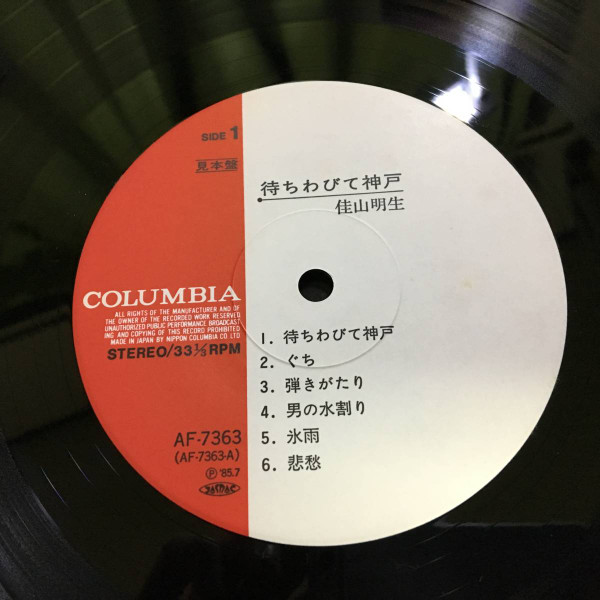 SIDE 1
見本盤
待ちわびて神戸
佳山明生
COLUMBIA
ALL RIGHTS OF THE MANUFACTURER AND OF
THE OWNER OF THE RECORDED WORK RESERVED
UNAUTHORIZED PUBLIC PERFORMANCE BROADCAST-
ING AND COPYING OF THIS RECORD PROHIBITED
MADE IN JAPAN BY NIPPON COLUMBIA CO LTD
STEREO/33⅓RPM
AF-7363
(AF-7363-A)
Ⓟ '85.7
JASRAC
1. 待ちわびて神戸
2. ぐち
3. 弾きがたり
4. 男の水割り
5. 氷雨
6. 悲愁